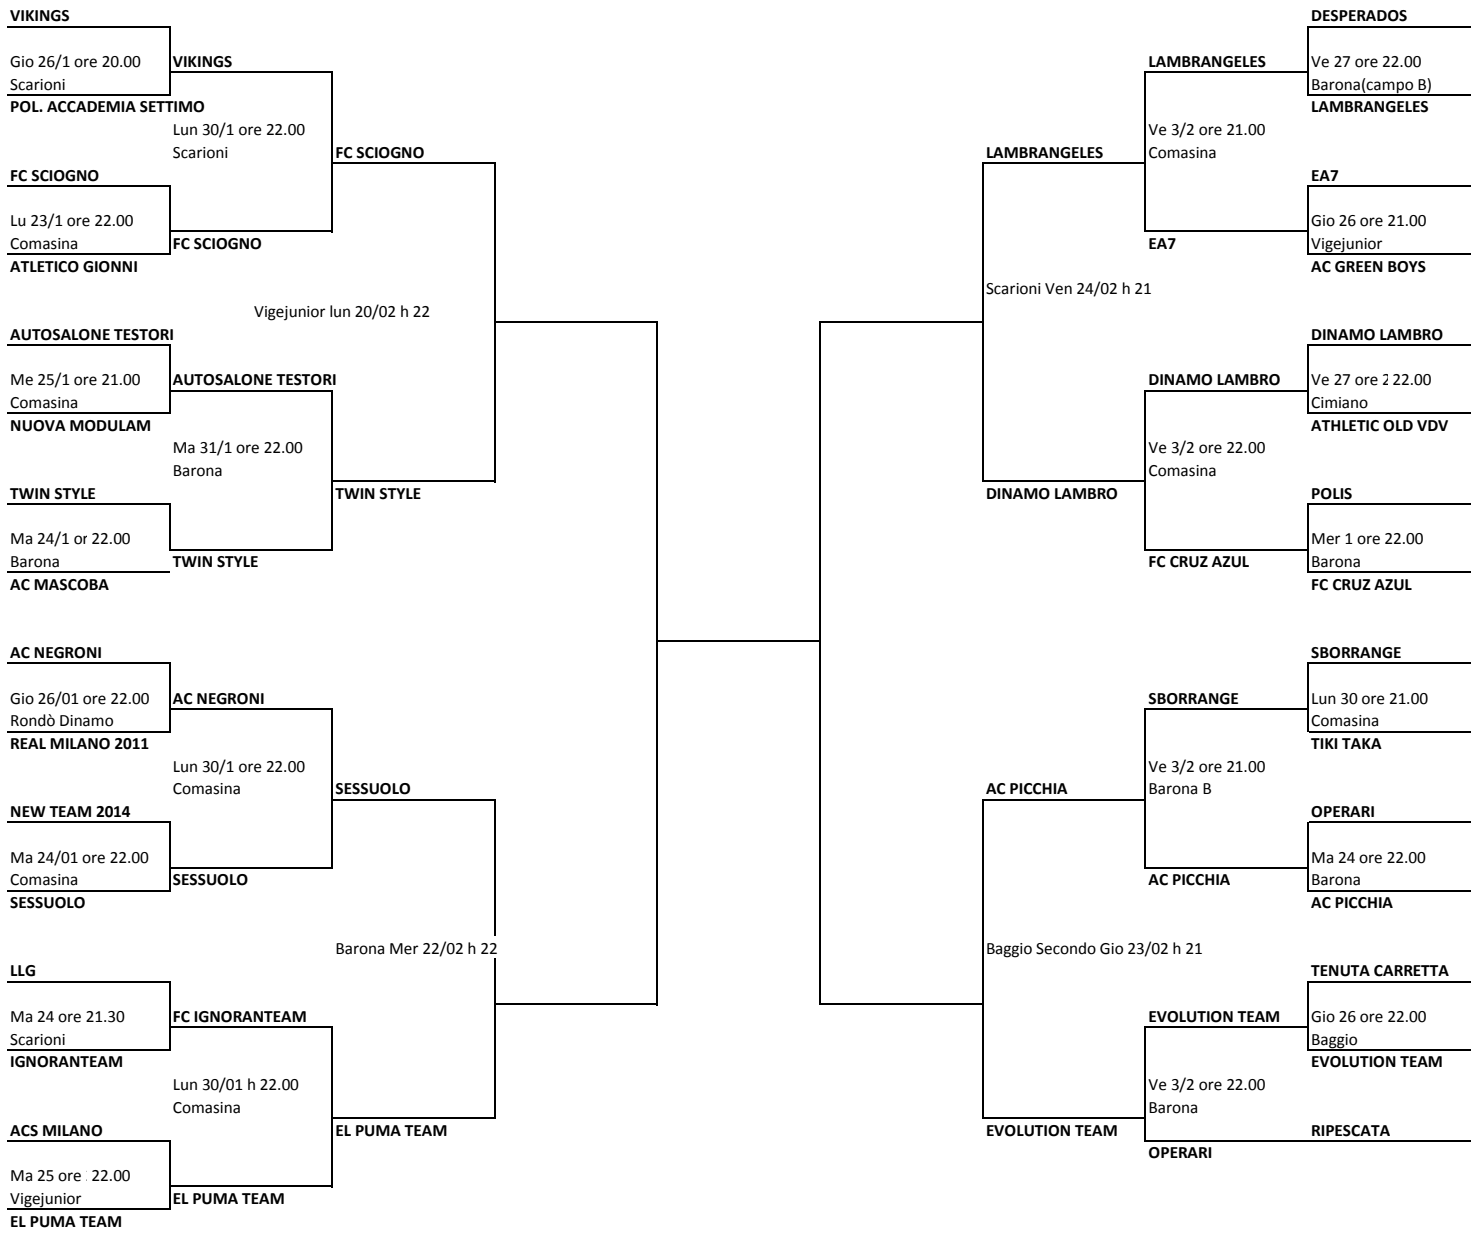 VIKINGS
Gio 26/1 ore 20.00
Scarioni
POL. ACCADEMIA SETTIMO
FC SCIOGNO
Lu 23/1 ore 22.00
Comasina
ATLETICO GIONNI
AUTOSALONE TESTORI
Me 25/1 ore 21.00
Comasina
NUOVA MODULAM
TWIN STYLE
Ma 24/1 or 22.00
Barona
AC MASCOBA
AC NEGRONI
Gio 26/01 ore 22.00
Rondò Dinamo
REAL MILANO 2011
NEW TEAM 2014
Ma 24/01 ore 22.00
Comasina
SESSUOLO
LLG
Ma 24 ore 21.30
Scarioni
IGNORANTEAM
ACS MILANO
Ma 25 ore 22.00
Vigejunior
EL PUMA TEAM
VIKINGS
Lun 30/1 ore 22.00
Scarioni
FC SCIOGNO
AUTOSALONE TESTORI
Ma 31/1 ore 22.00
Barona
TWIN STYLE
AC NEGRONI
Lun 30/1 ore 22.00
Comasina
SESSUOLO
FC IGNORANTEAM
Lun 30/01 h 22.00
Comasina
EL PUMA TEAM
FC SCIOGNO
Vigejunior lun 20/02 h 22
TWIN STYLE
SESSUOLO
Barona Mer 22/02 h 22
EL PUMA TEAM
LAMBRANGELES
Scarioni Ven 24/02 h 21
DINAMO LAMBRO
AC PICCHIA
Baggio Secondo Gio 23/02 h 21
EVOLUTION TEAM
LAMBRANGELES
Ve 3/2 ore 21.00
Comasina
EA7
DINAMO LAMBRO
Ve 3/2 ore 22.00
Comasina
FC CRUZ AZUL
SBORRANGE
Ve 3/2 ore 21.00
Barona B
AC PICCHIA
EVOLUTION TEAM
Ve 3/2 ore 22.00
Barona
OPERARI
DESPERADOS
Ve 27 ore 22.00
Barona(campo B)
LAMBRANGELES
EA7
Gio 26 ore 21.00
Vigejunior
AC GREEN BOYS
DINAMO LAMBRO
Ve 27 ore 2 22.00
Cimiano
ATHLETIC OLD VDV
POLIS
Mer 1 ore 22.00
Barona
FC CRUZ AZUL
SBORRANGE
Lun 30 ore 21.00
Comasina
TIKI TAKA
OPERARI
Ma 24 ore 22.00
Barona
AC PICCHIA
TENUTA CARRETTA
Gio 26 ore 22.00
Baggio
EVOLUTION TEAM
RIPESCATA